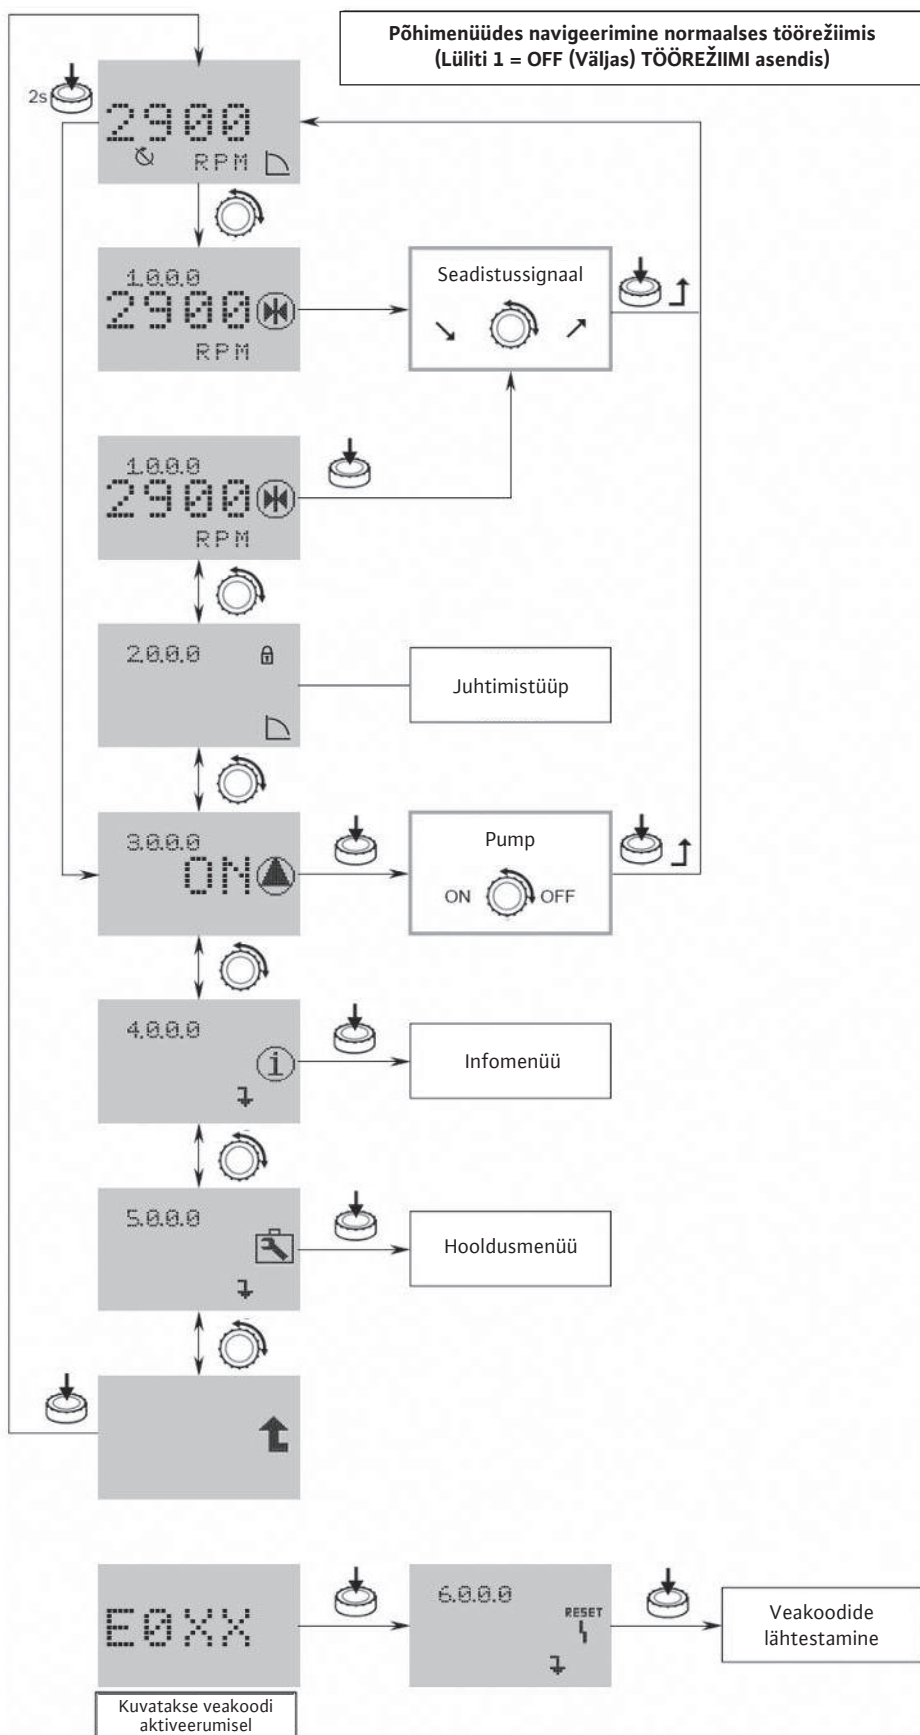 Põhimenüüdes navigeerimine normaalses töörežiimis
(Lüliti 1 = OFF (Väljas) TÖÖREŽIIMI asendis)
2s
2900
RPM
1.0.0.0
2900
RPM
Seadistussignaal
1.0.0.0
2900
RPM
2.0.0.0
Juhtimistüüp
3.0.0.0
ON
Pump
ON OFF
4.0.0.0
i
Infomenüü
5.0.0.0
Hooldusmenüü
E0XX
6.0.0.0
RESET
Veakoodide
lähtestamine
Kuvatakse veakoodi
aktiveerumisel